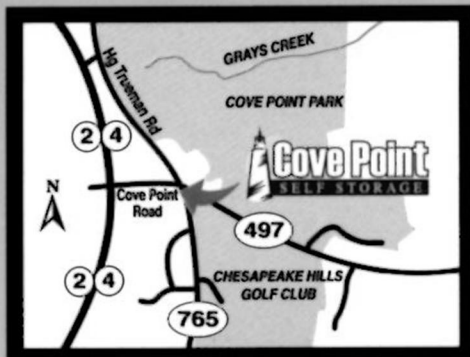 GRAYS CREEK
Hg Trueman Rd
COVE POINT PARK
2 4
Cove Point
SELF STORAGE
N
Cove Point
Road
497
2 4
CHESAPEAKE HILLS
GOLF CLUB
765